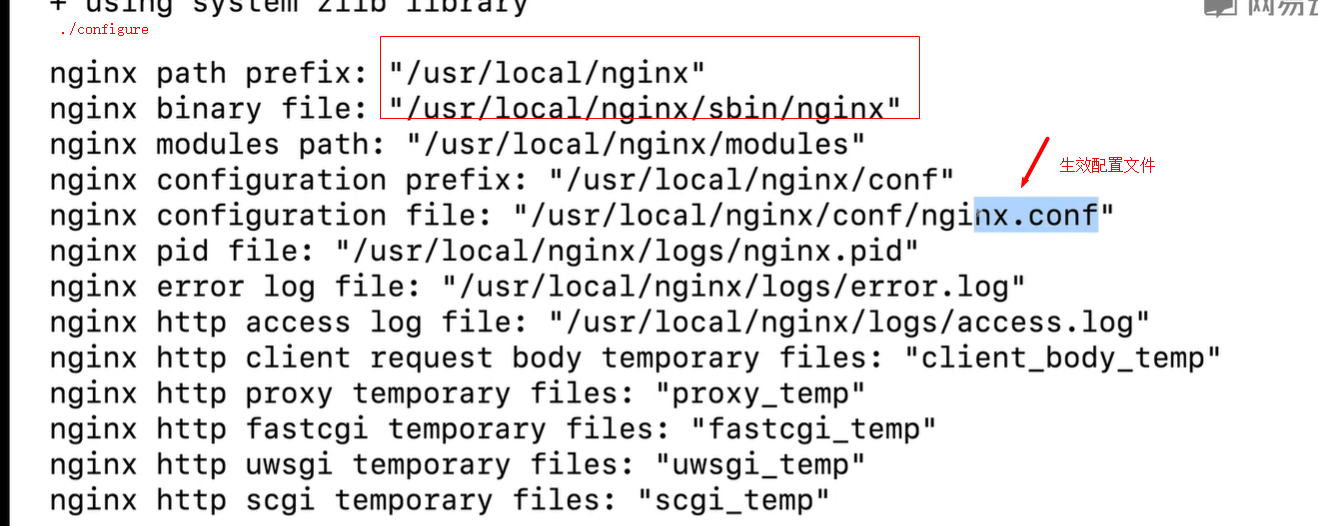 + using system zlib library
网易云
./configure
nginx path prefix: "/usr/local/nginx"
nginx binary file: "/usr/local/nginx/sbin/nginx"
nginx modules path: "/usr/local/nginx/modules"
nginx configuration prefix: "/usr/local/nginx/conf"
生效配置文件
nginx configuration file: "/usr/local/nginx/conf/nginx.conf"
nginx pid file: "/usr/local/nginx/logs/nginx.pid"
nginx error log file: "/usr/local/nginx/logs/error.log"
nginx http access log file: "/usr/local/nginx/logs/access.log"
nginx http client request body temporary files: "client_body_temp"
nginx http proxy temporary files: "proxy_temp"
nginx http fastcgi temporary files: "fastcgi_temp"
nginx http uwsgi temporary files: "uwsgi_temp"
nginx http scgi temporary files: "scgi_temp"